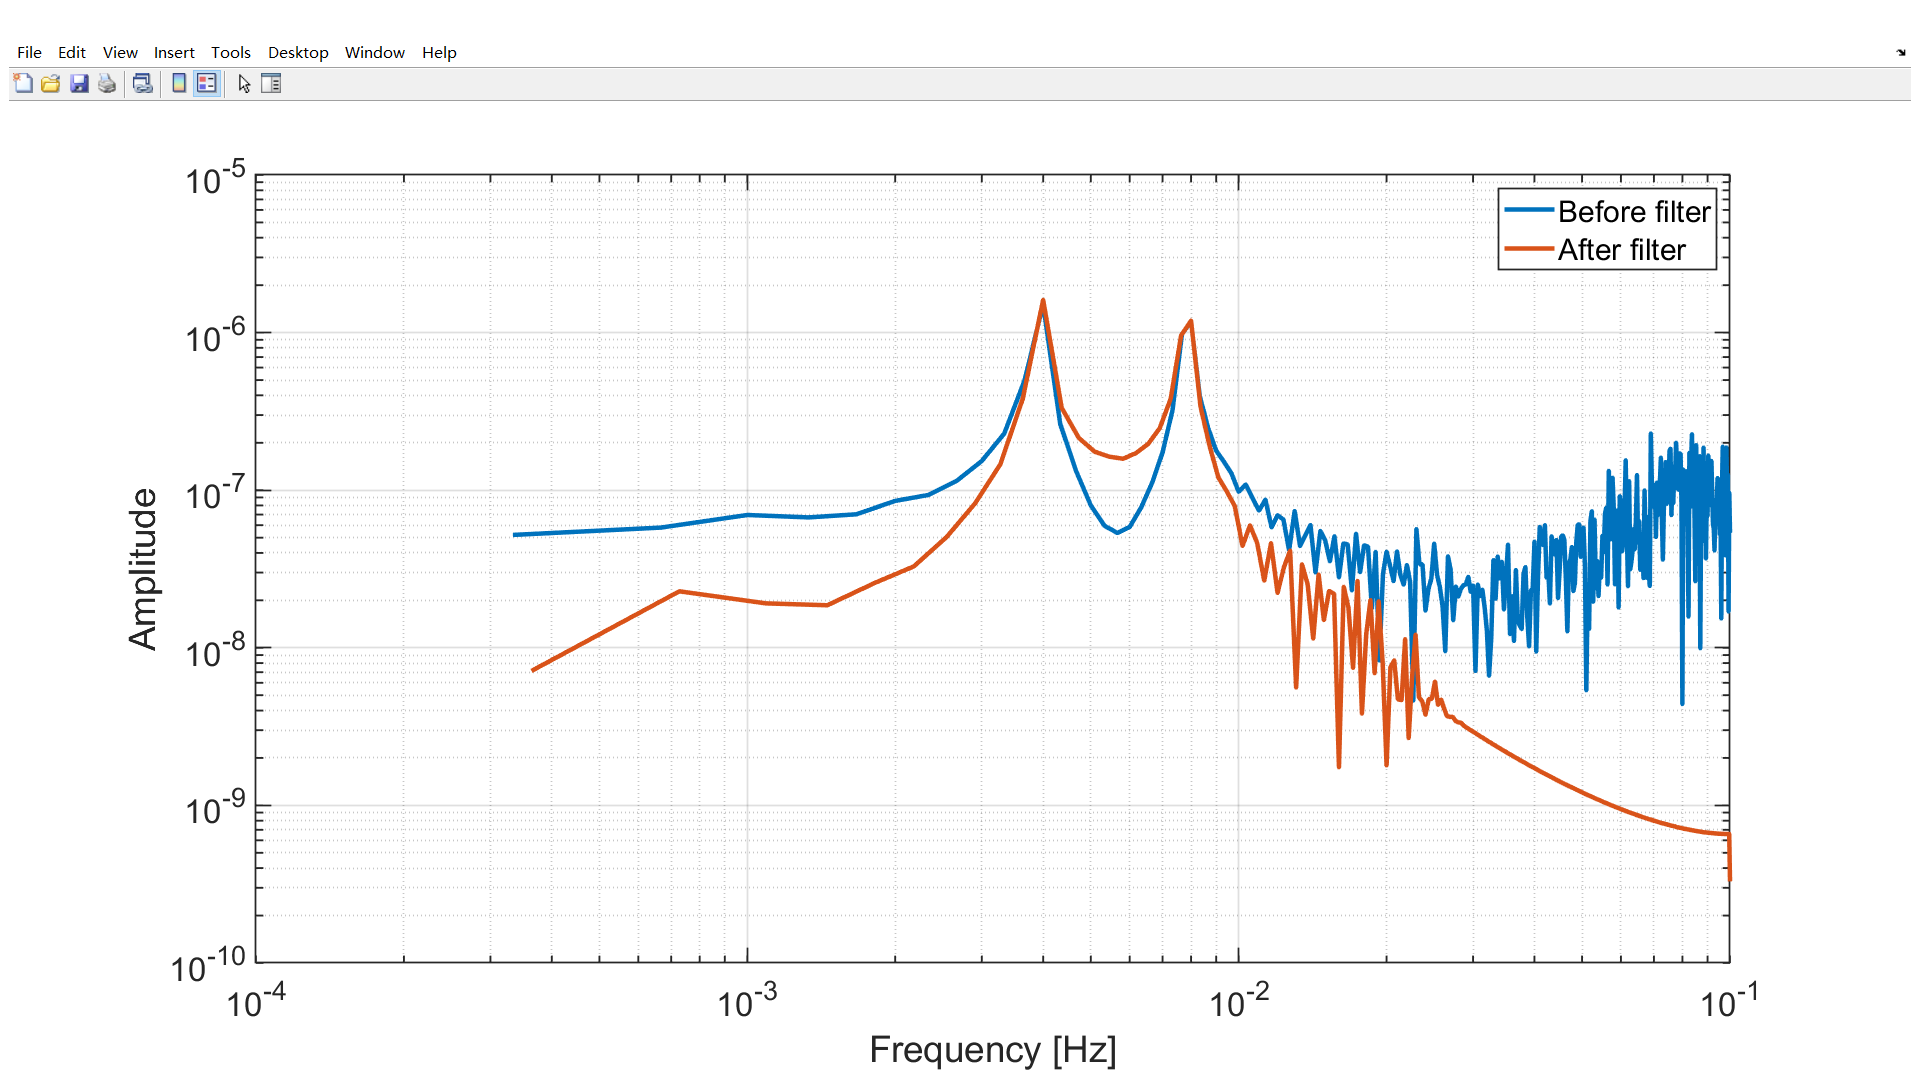 File Edit View Insert Tools Desktop Window Help
10^-5
Before filter
After filter
10^-6
10^-7
10^-8
10^-9
10^-10
Amplitude
10^-4 10^-3 10^-2 10^-1
Frequency [Hz]